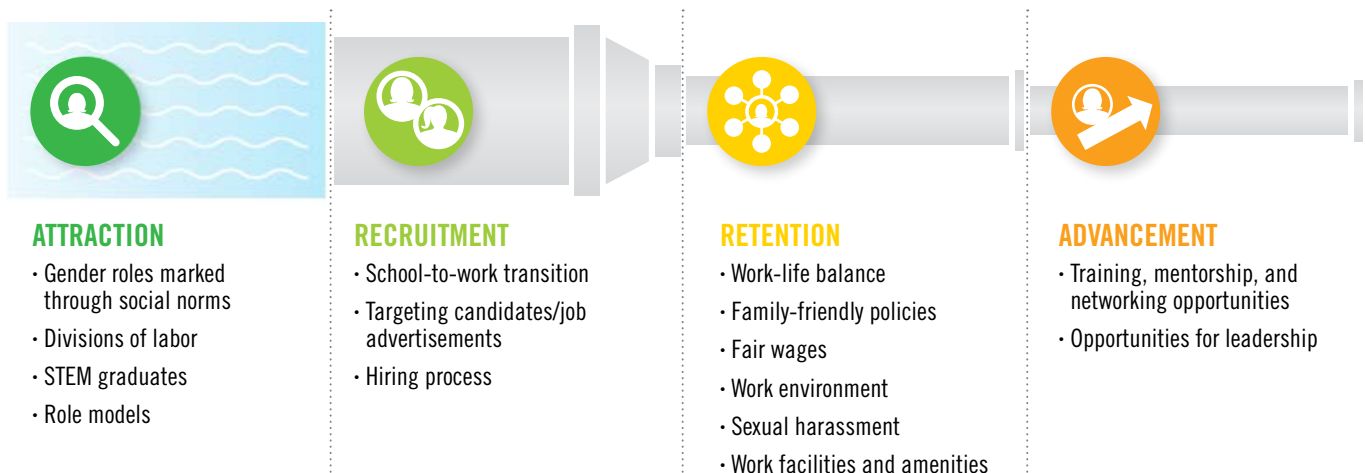 ATTRACTION
· Gender roles marked
through social norms
· Divisions of labor
· STEM graduates
· Role models
RECRUITMENT
· School-to-work transition
· Targeting candidates/job
advertisements
· Hiring process
RETENTION
· Work-life balance
· Family-friendly policies
· Fair wages
· Work environment
· Sexual harassment
· Work facilities and amenities
ADVANCEMENT
· Training, mentorship, and
networking opportunities
· Opportunities for leadership